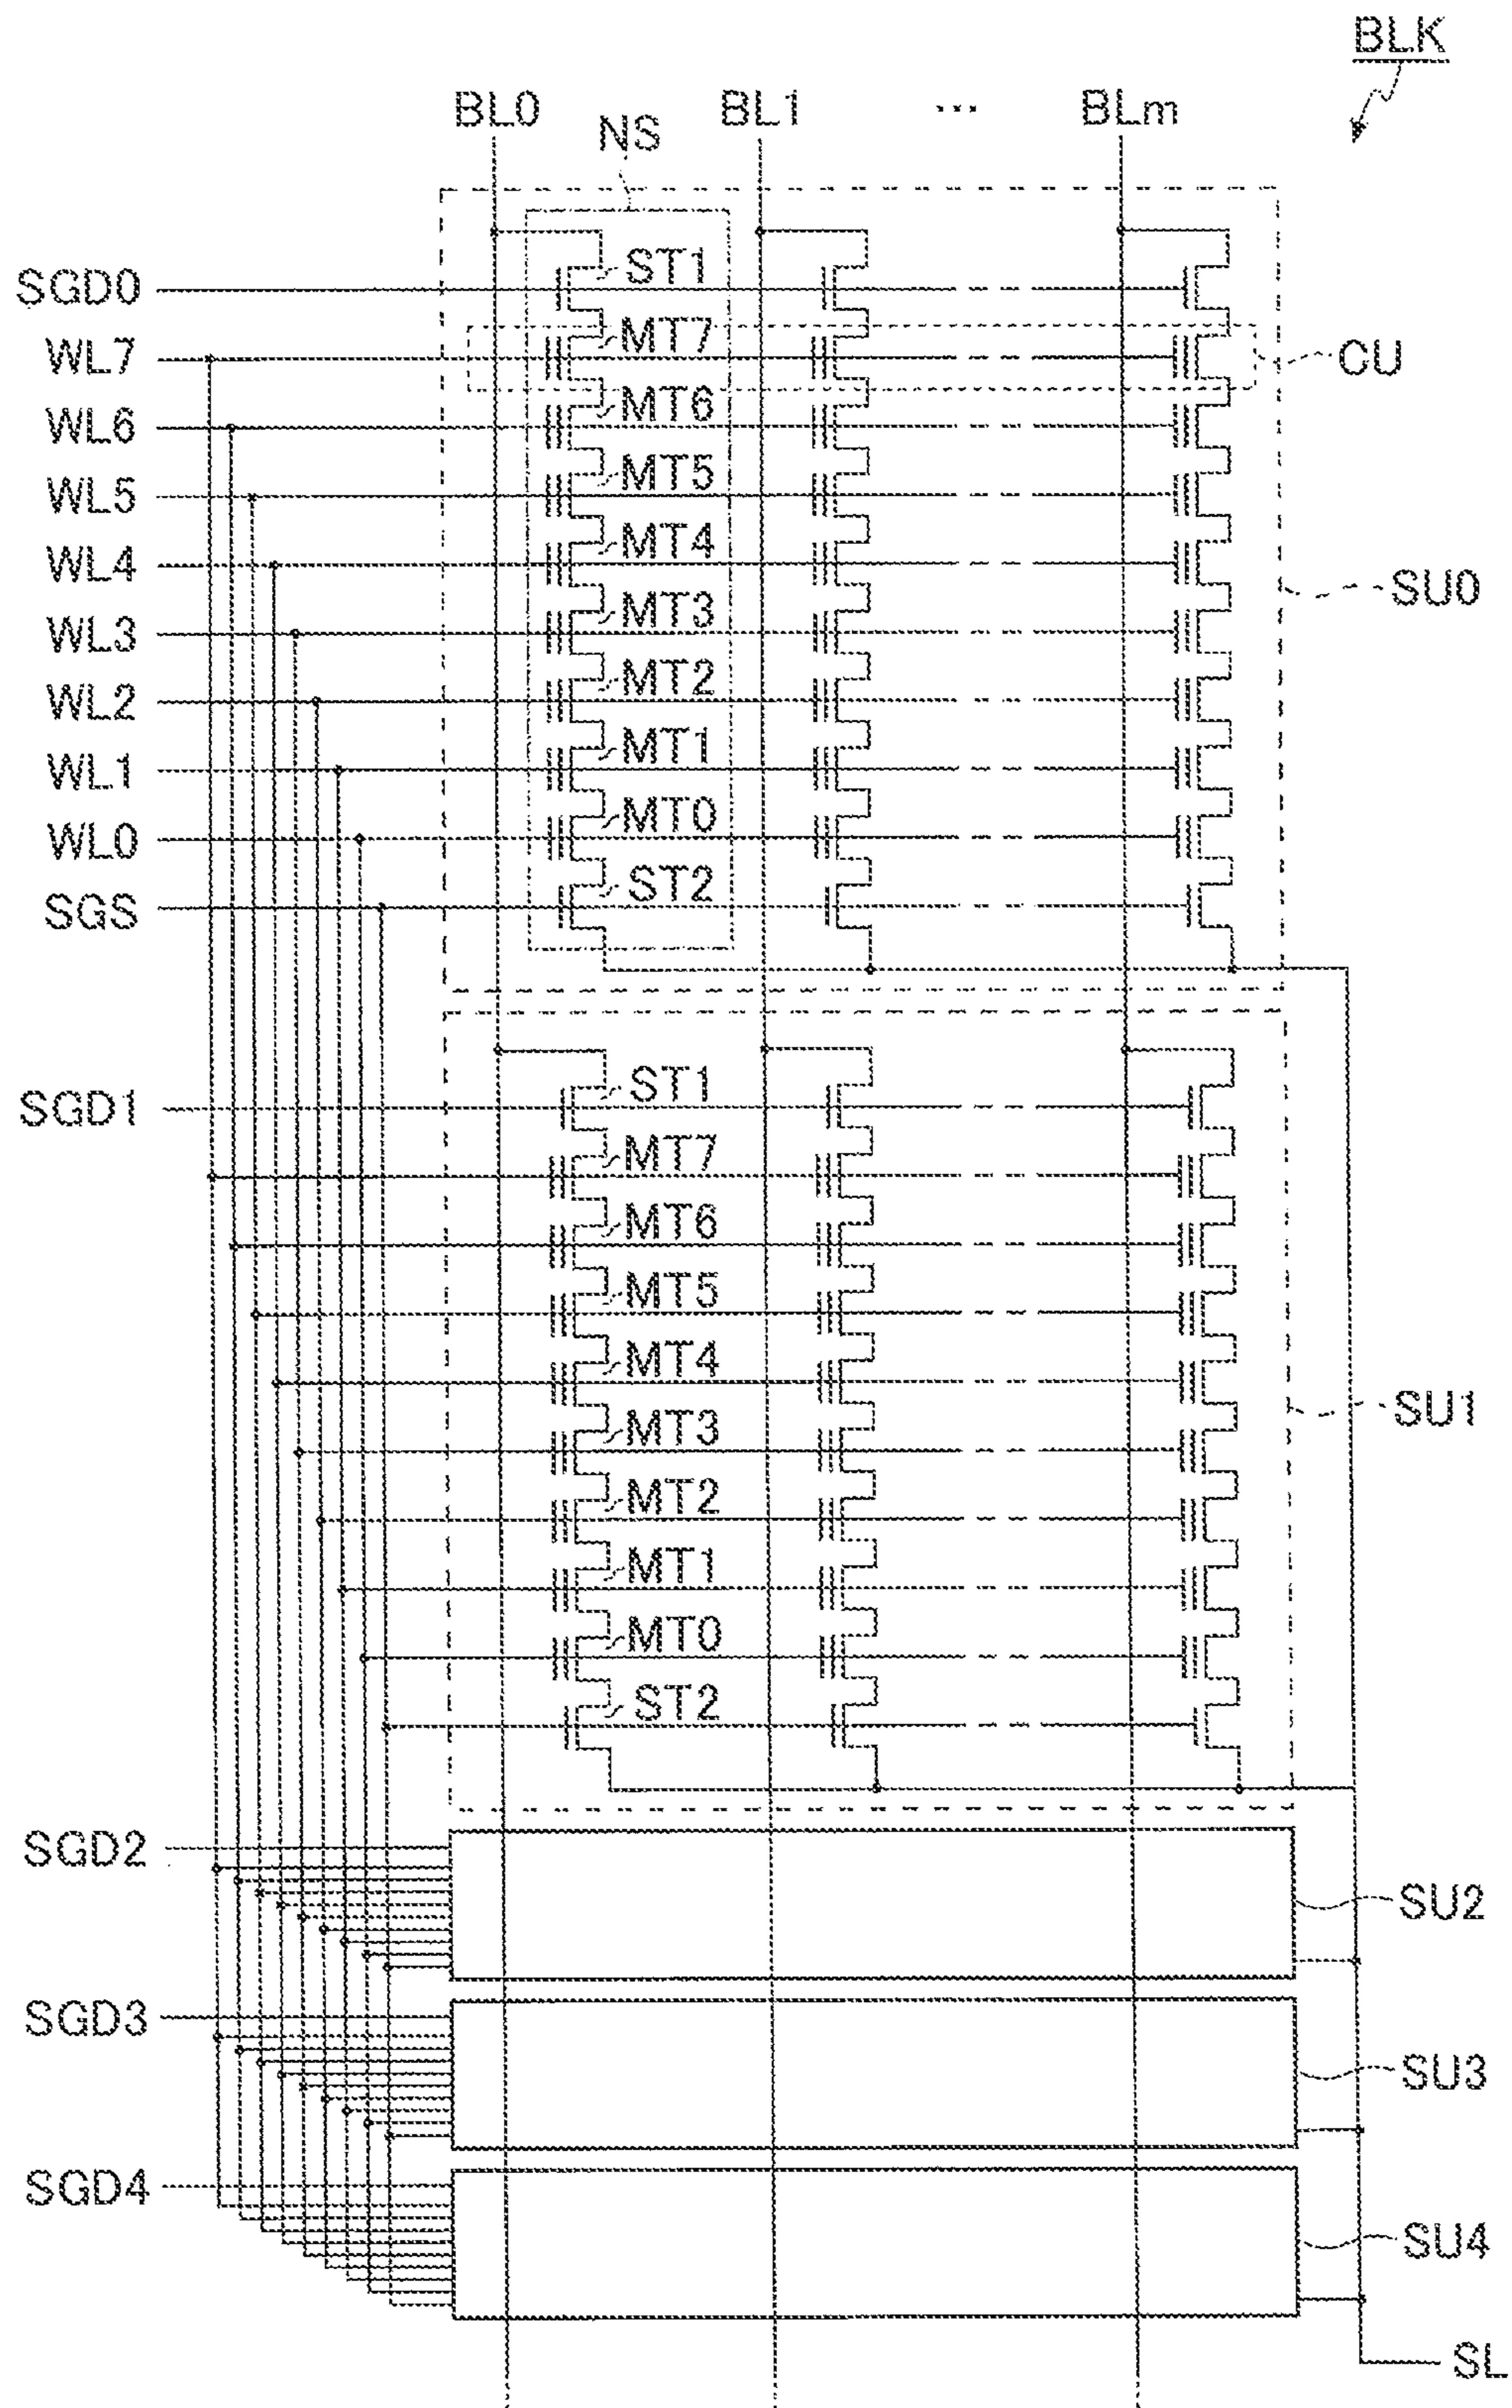 BLK
BL0 NS BL1 ... BLm
SGD0 ST1
WL7 MT7 CU
WL6 MT6
WL5 MT5
WL4 MT4 SU0
WL3 MT3
WL2 MT2
WL1 MT1
WL0 MT0
SGS ST2
SGD1 ST1
MT7
MT6
MT5
MT4
SU1
MT3
MT2
MT1
MT0
ST2
SGD2
SU2
SGD3
SU3
SGD4
SU4
SL